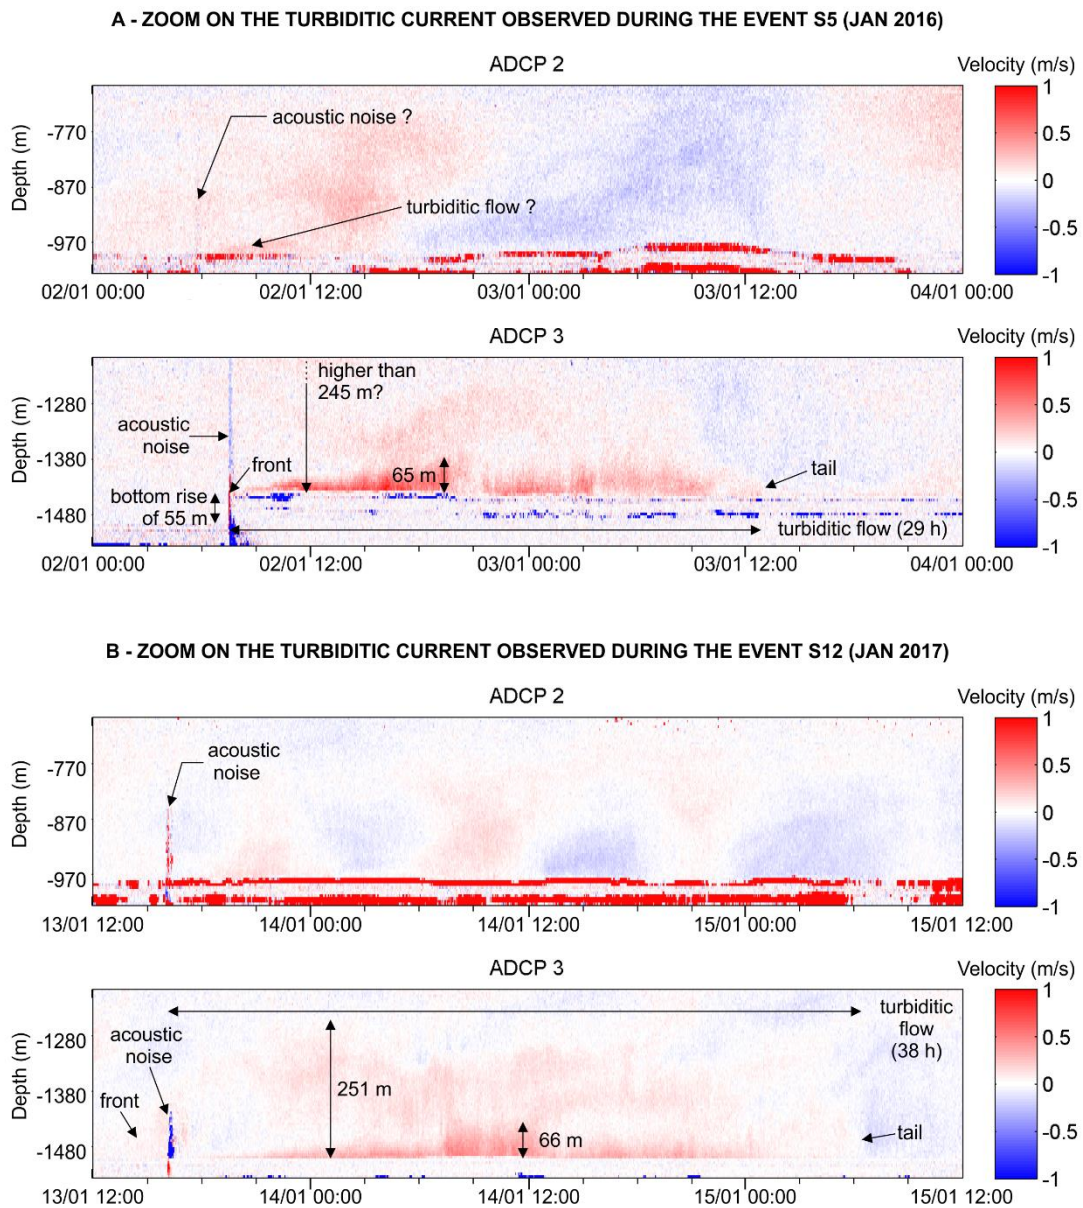 A - ZOOM ON THE TURBIDITIC CURRENT OBSERVED DURING THE EVENT S5 (JAN 2016)
ADCP 2
Velocity (m/s)
Depth (m)
-770
-870
-970
acoustic noise ?
turbiditic flow ?
1
0.5
0
-0.5
-1
02/01 00:00
02/01 12:00
03/01 00:00
03/01 12:00
04/01 00:00
ADCP 3
Velocity (m/s)
Depth (m)
-1280
-1380
-1480
higher than
245 m?
acoustic
noise
front
65 m
tail
bottom rise
of 55 m
turbiditic flow (29 h)
1
0.5
0
-0.5
-1
02/01 00:00
02/01 12:00
03/01 00:00
03/01 12:00
04/01 00:00
B - ZOOM ON THE TURBIDITIC CURRENT OBSERVED DURING THE EVENT S12 (JAN 2017)
ADCP 2
Velocity (m/s)
Depth (m)
-770
-870
-970
acoustic
noise
1
0.5
0
-0.5
-1
13/01 12:00
14/01 00:00
14/01 12:00
15/01 00:00
15/01 12:00
ADCP 3
Velocity (m/s)
Depth (m)
-1280
-1380
-1480
turbiditic
flow
(38 h)
acoustic
noise
front
251 m
66 m
tail
1
0.5
0
-0.5
-1
13/01 12:00
14/01 00:00
14/01 12:00
15/01 00:00
15/01 12:00